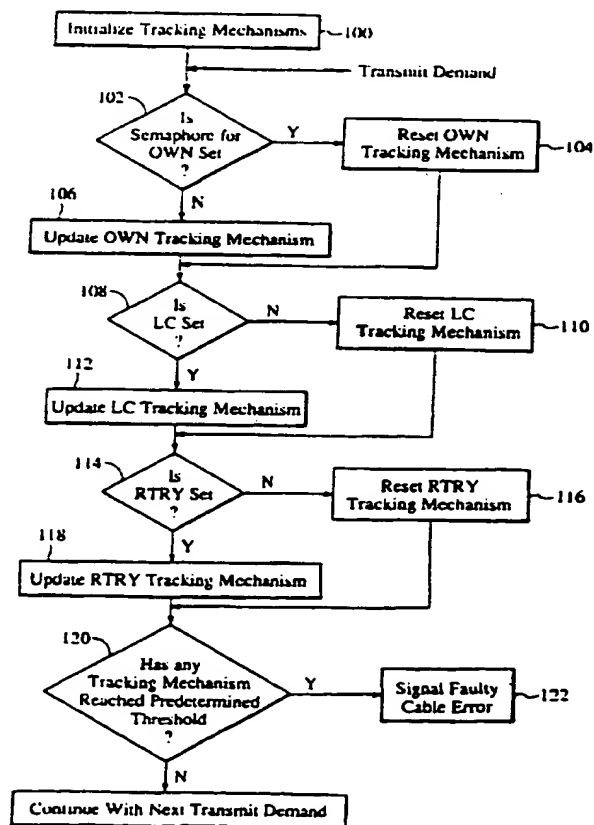 Initialize Tracking Mechanisms
100
Transmit Demand
102
Is
Semaphore for
OWN Set
?
Y
Reset OWN
Tracking Mechanism
104
N
106
Update OWN Tracking Mechanism
108
Is
LC Set
?
N
Reset LC
Tracking Mechanism
110
Y
112
Update LC Tracking Mechanism
114
Is
RTRY Set
?
N
Reset RTRY
Tracking Mechanism
116
Y
118
Update RTRY Tracking Mechanism
120
Has any
Tracking Mechanism
Reached Predetermined
Threshold
?
Y
Signal Faulty
Cable Error
122
N
Continue With Next Transmit Demand